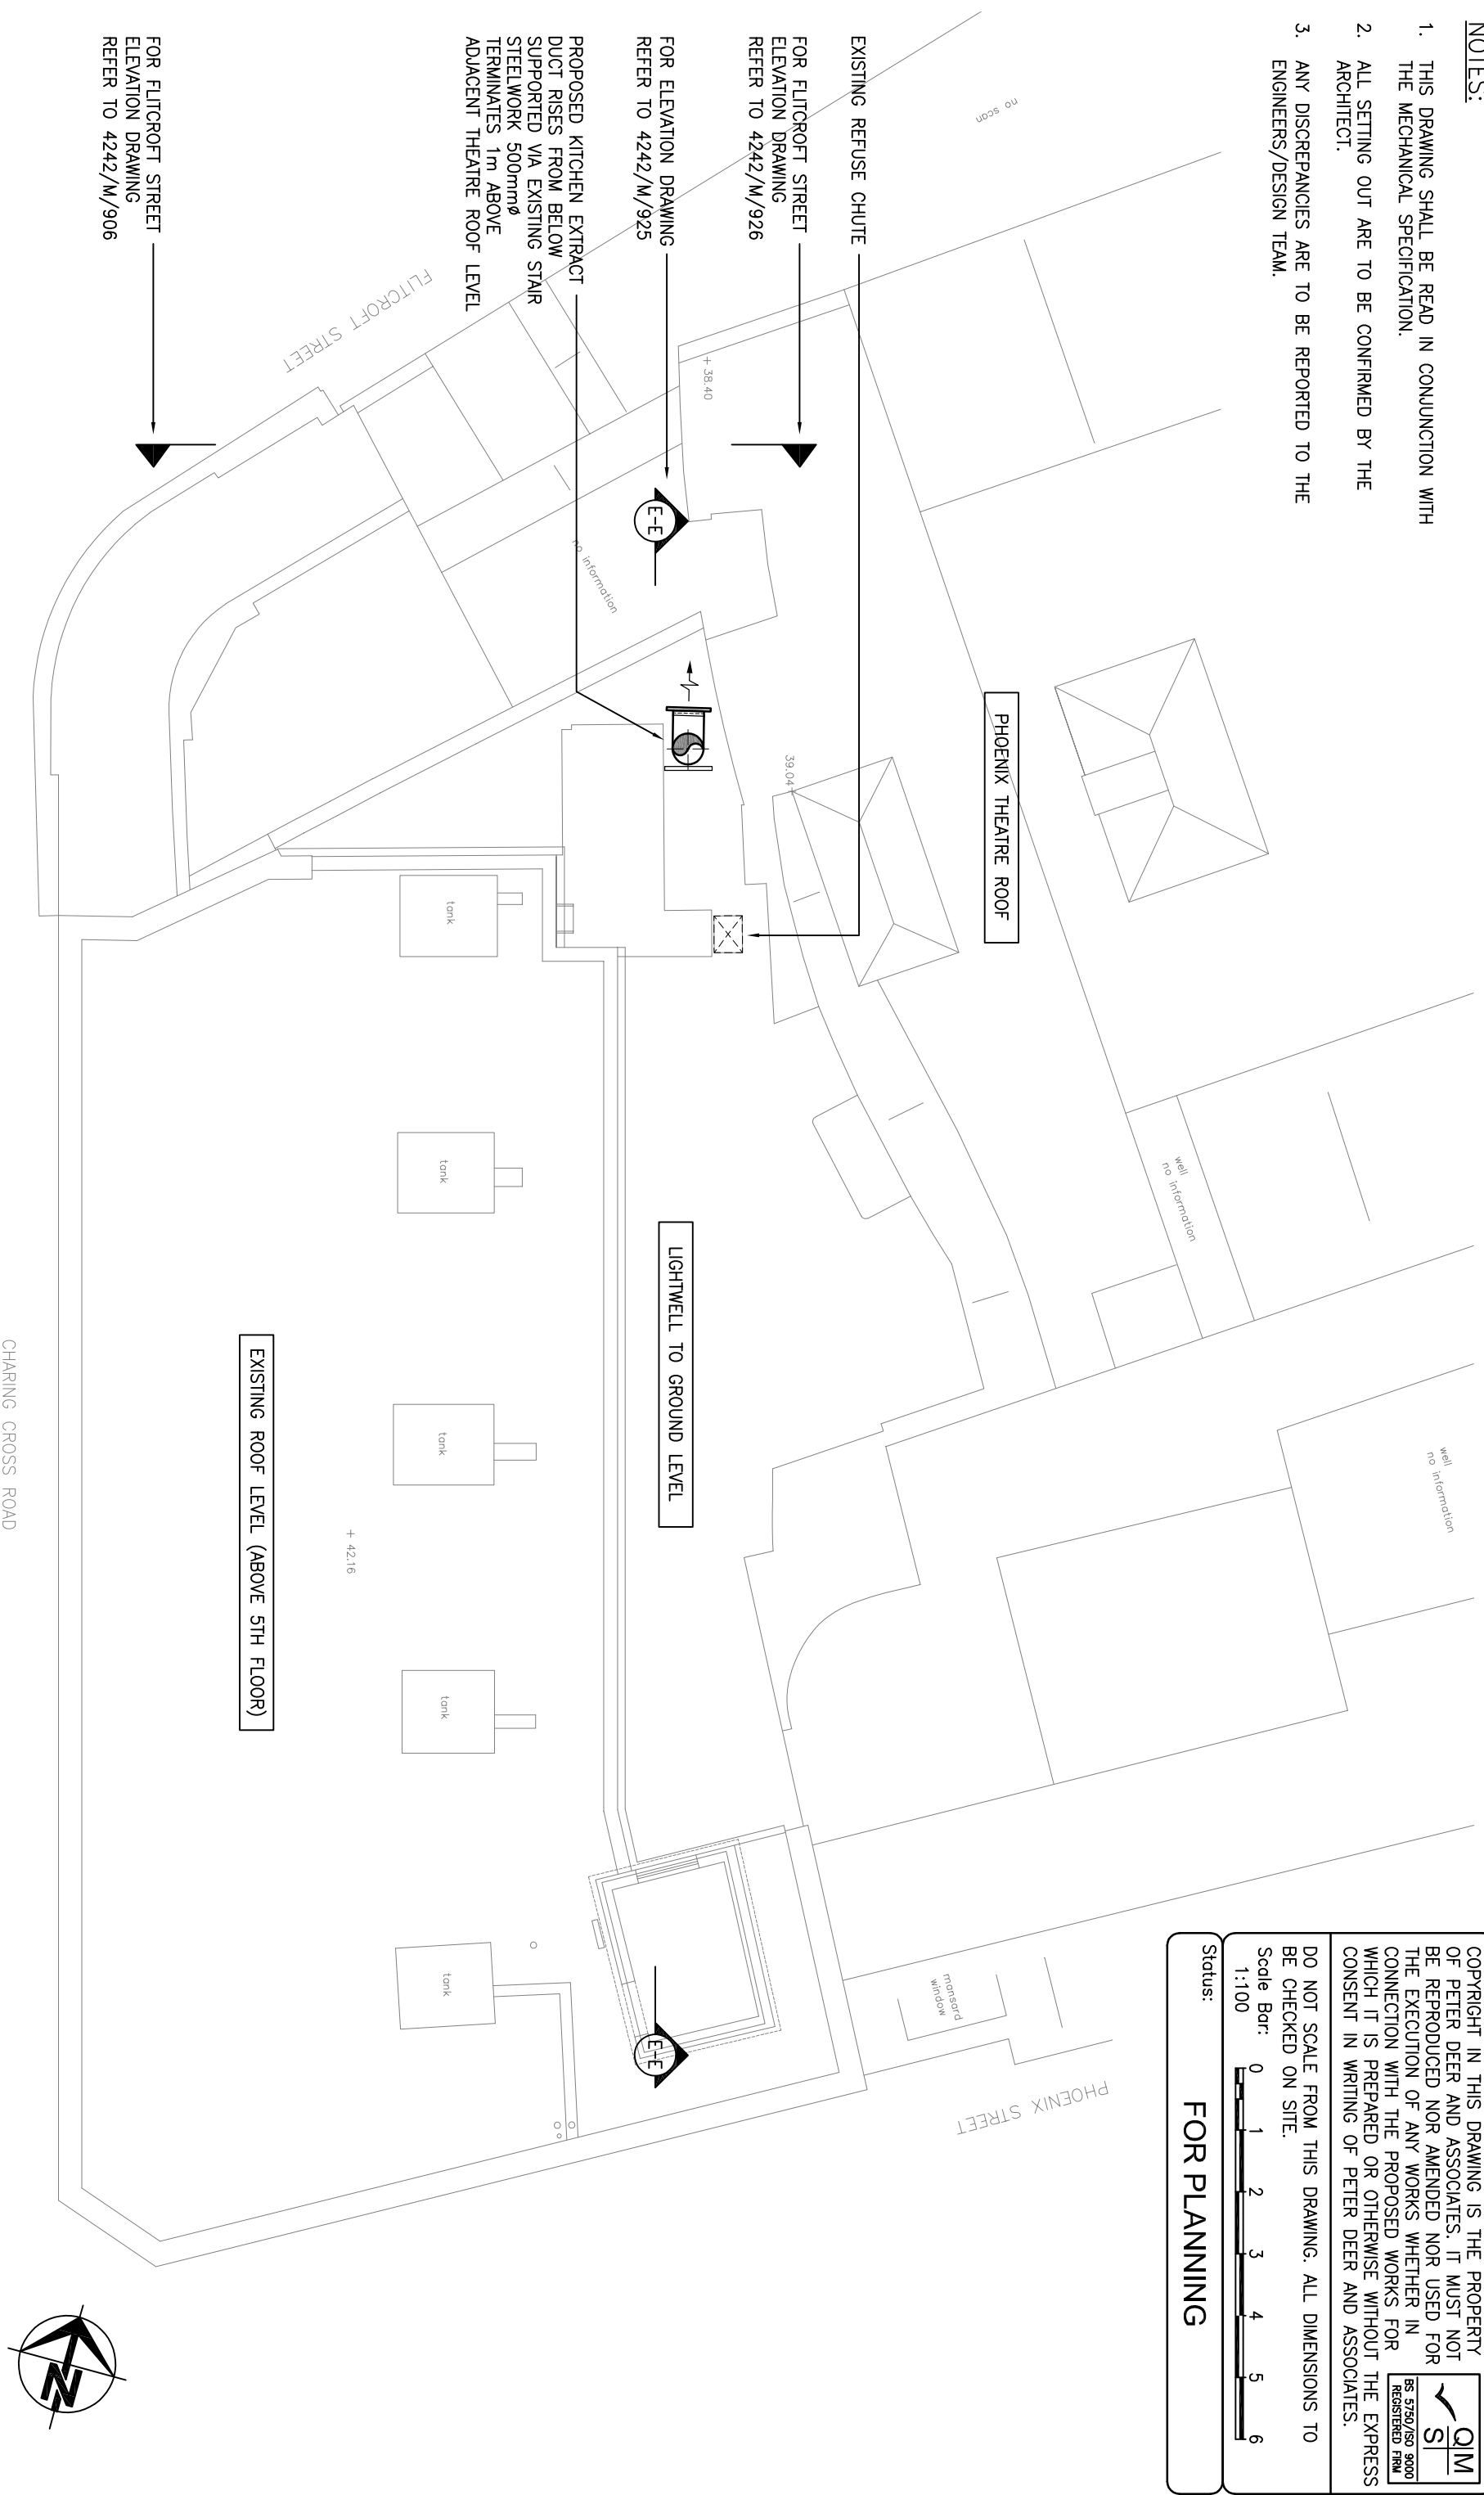 NOTES:
1. THIS DRAWING SHALL BE READ IN CONJUNCTION WITH
THE MECHANICAL SPECIFICATION.
2. ALL SETTING OUT ARE TO BE CONFIRMED BY THE
ARCHITECT.
3. ANY DISCREPANCIES ARE TO BE REPORTED TO THE
ENGINEERS/DESIGN TEAM.
COPYRIGHT IN THIS DRAWING IS THE PROPERTY
OF PETER DEER AND ASSOCIATES. IT MUST NOT
BE REPRODUCED NOR AMENDED NOR USED FOR
THE EXECUTION OF ANY WORKS WHETHER IN
CONNECTION WITH THE PROPOSED WORKS FOR
WHICH IT IS PREPARED OR OTHERWISE WITHOUT THE EXPRESS
CONSENT IN WRITING OF PETER DEER AND ASSOCIATES.
QM
S
BS 5750/ISO 9000
REGISTERED FIRM
DO NOT SCALE FROM THIS DRAWING. ALL DIMENSIONS TO
BE CHECKED ON SITE.
Scale Bar:
1:100
0 1 2 3 4 5 6
Status:
FOR PLANNING
no scan
well
no information
well
no information
mansard
window
PHOENIX STREET
PHOENIX THEATRE ROOF
EXISTING REFUSE CHUTE
FOR FLITCROFT STREET
ELEVATION DRAWING
REFER TO 4242/M/926
39.04+
+ 38.40
FOR ELEVATION DRAWING
REFER TO 4242/M/925
E-E
E-E
LIGHTWELL TO GROUND LEVEL
PROPOSED KITCHEN EXTRACT
DUCT RISES FROM BELOW
SUPPORTED VIA EXISTING STAIR
STEELWORK 500mmØ
TERMINATES 1m ABOVE
ADJACENT THEATRE ROOF LEVEL
no information
FLITCROFT STREET
tank
tank
tank
tank
tank
+ 42.16
EXISTING ROOF LEVEL (ABOVE 5TH FLOOR)
FOR FLITCROFT STREET
ELEVATION DRAWING
REFER TO 4242/M/906
CHARING CROSS ROAD
N